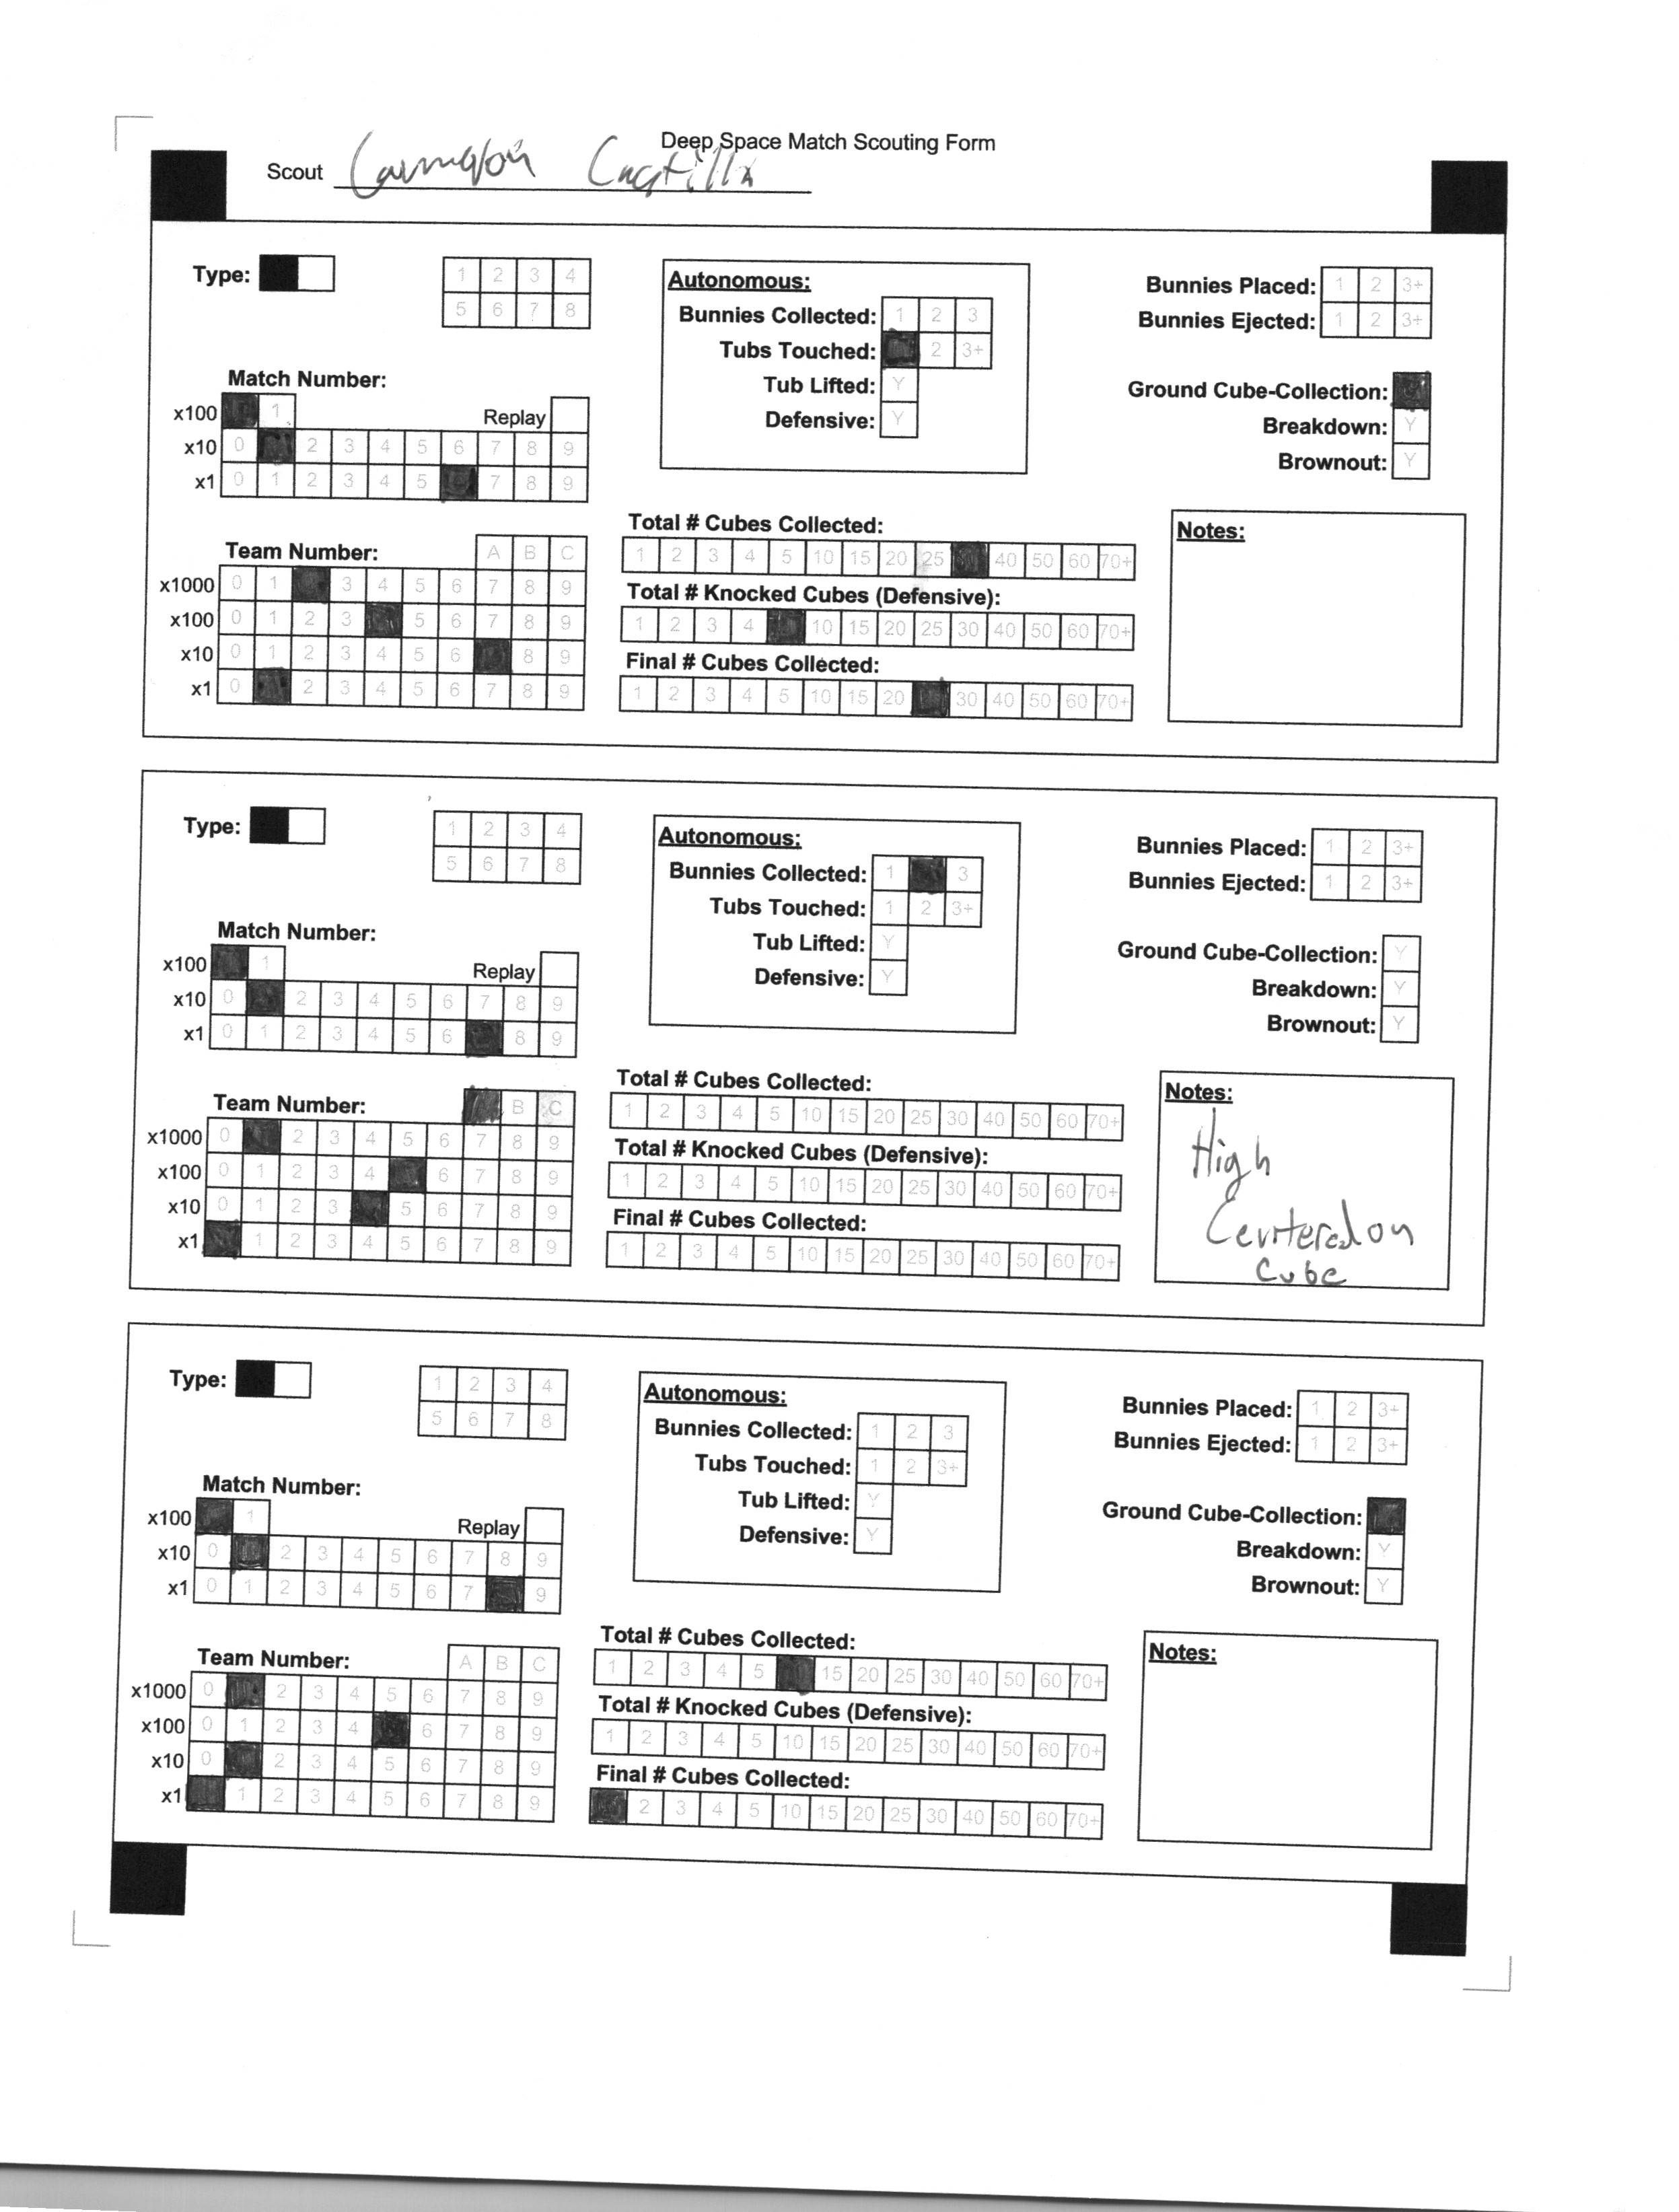 Deep Space Match Scouting Form
Scout
Type:
1 2 3 4
5 6 7 8
Autonomous:
Bunnies Collected: 1 2 3
Tubs Touched: 2 3+
Tub Lifted: Y
Defensive: Y
Bunnies Placed: 1 2 3+
Bunnies Ejected: 1 2 3+
Ground Cube-Collection:
Breakdown: Y
Brownout: Y
Match Number:
x100 1 Replay
x10 0 2 3 4 5 6 7 8 9
x1 0 1 2 3 4 5 7 8 9
Team Number: A B C
x1000 0 1 3 4 5 6 7 8 9
x100 0 1 2 3 5 6 7 8 9
x10 0 1 2 3 4 5 6 8 9
x1 0 2 3 4 5 6 7 8 9
Total # Cubes Collected:
1 2 3 4 5 10 15 20 25 40 50 60 70+
Total # Knocked Cubes (Defensive):
1 2 3 4 10 15 20 25 30 40 50 60 70+
Final # Cubes Collected:
1 2 3 4 5 10 15 20 30 40 50 60 70+
Notes:
Type:
1 2 3 4
5 6 7 8
Autonomous:
Bunnies Collected: 1 3
Tubs Touched: 1 2 3+
Tub Lifted: Y
Defensive: Y
Bunnies Placed: 1 2 3+
Bunnies Ejected: 1 2 3+
Ground Cube-Collection: Y
Breakdown: Y
Brownout: Y
Match Number:
x100 1 Replay
x10 0 2 3 4 5 6 7 8 9
x1 0 1 2 3 4 5 6 8 9
Team Number: B C
x1000 0 2 3 4 5 6 7 8 9
x100 0 1 2 3 4 6 7 8 9
x10 0 1 2 3 5 6 7 8 9
x1 1 2 3 4 5 6 7 8 9
Total # Cubes Collected:
1 2 3 4 5 10 15 20 25 30 40 50 60 70+
Total # Knocked Cubes (Defensive):
1 2 3 4 5 10 15 20 25 30 40 50 60 70+
Final # Cubes Collected:
1 2 3 4 5 10 15 20 25 30 40 50 60 70+
Notes:
High
Centered on
Cube
Type:
1 2 3 4
5 6 7 8
Autonomous:
Bunnies Collected: 1 2 3
Tubs Touched: 1 2 3+
Tub Lifted: Y
Defensive: Y
Bunnies Placed: 1 2 3+
Bunnies Ejected: 1 2 3+
Ground Cube-Collection:
Breakdown: Y
Brownout: Y
Match Number:
x100 1 Replay
x10 0 2 3 4 5 6 7 8 9
x1 0 1 2 3 4 5 6 7 9
Team Number: A B C
x1000 0 2 3 4 5 6 7 8 9
x100 0 1 2 3 4 6 7 8 9
x10 0 2 3 4 5 6 7 8 9
x1 1 2 3 4 5 6 7 8 9
Total # Cubes Collected:
1 2 3 4 5 15 20 25 30 40 50 60 70+
Total # Knocked Cubes (Defensive):
1 2 3 4 5 10 15 20 25 30 40 50 60 70+
Final # Cubes Collected:
2 3 4 5 10 15 20 25 30 40 50 60 70+
Notes: